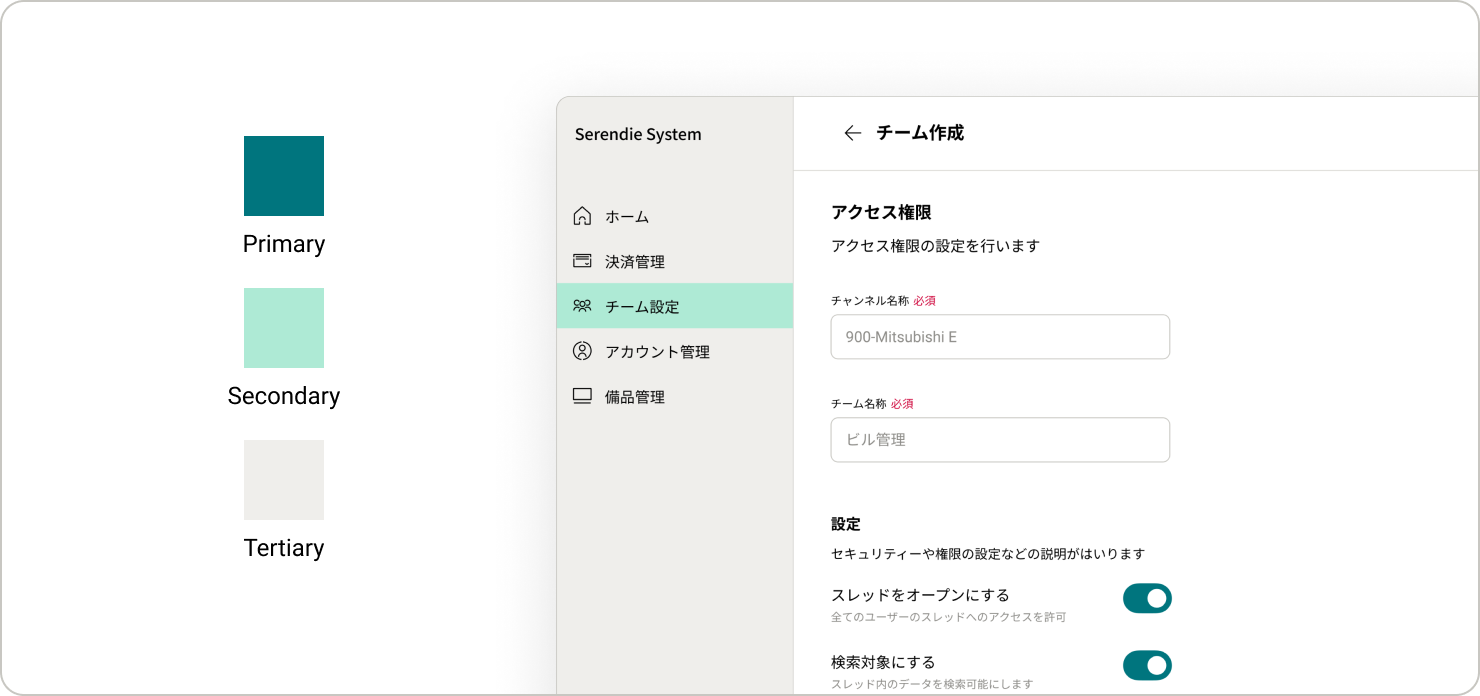 Primary
Secondary
Tertiary
Serendie System
ホーム
決済管理
チーム設定
アカウント管理
備品管理
チーム作成
アクセス権限
アクセス権限の設定を行います
チャンネル名称 必須
900-Mitsubishi E
チーム名称 必須
ビル管理
設定
セキュリティーや権限の設定などの説明がはいります
スレッドをオープンにする
全てのユーザーのスレッドへのアクセスを許可
検索対象にする
スレッド内のデータを検索可能にします